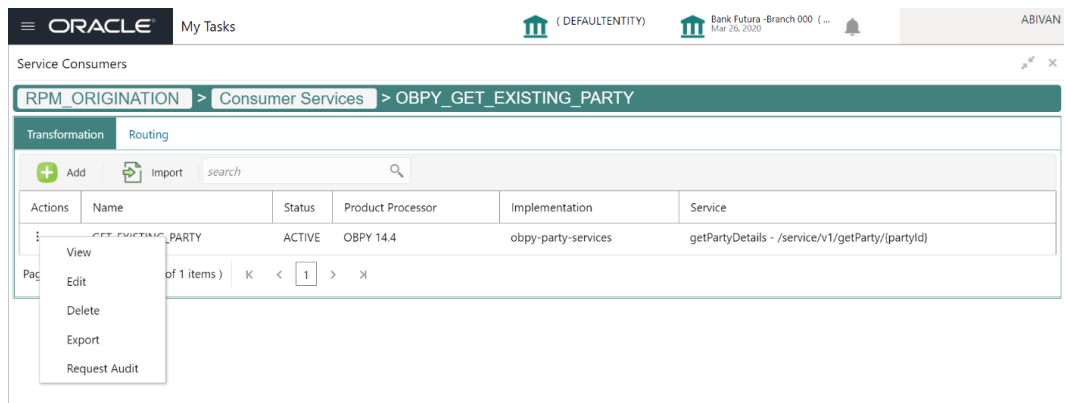 ORACLE® My Tasks ( DEFAULTENTITY) Bank Futura -Branch 000 ( ... ABIVAN
Mar 26, 2020
Service Consumers
RPM_ORIGINATION > Consumer Services > OBPY_GET_EXISTING_PARTY
Transformation Routing
Add Import search
Actions Name Status Product Processor Implementation Service
GET_EXISTING_PARTY ACTIVE OBPY 14.4 obpy-party-services getPartyDetails - /service/v1/getParty/{partyId}
View
of 1 items ) K < 1 > >|
Edit
Delete
Export
Request Audit